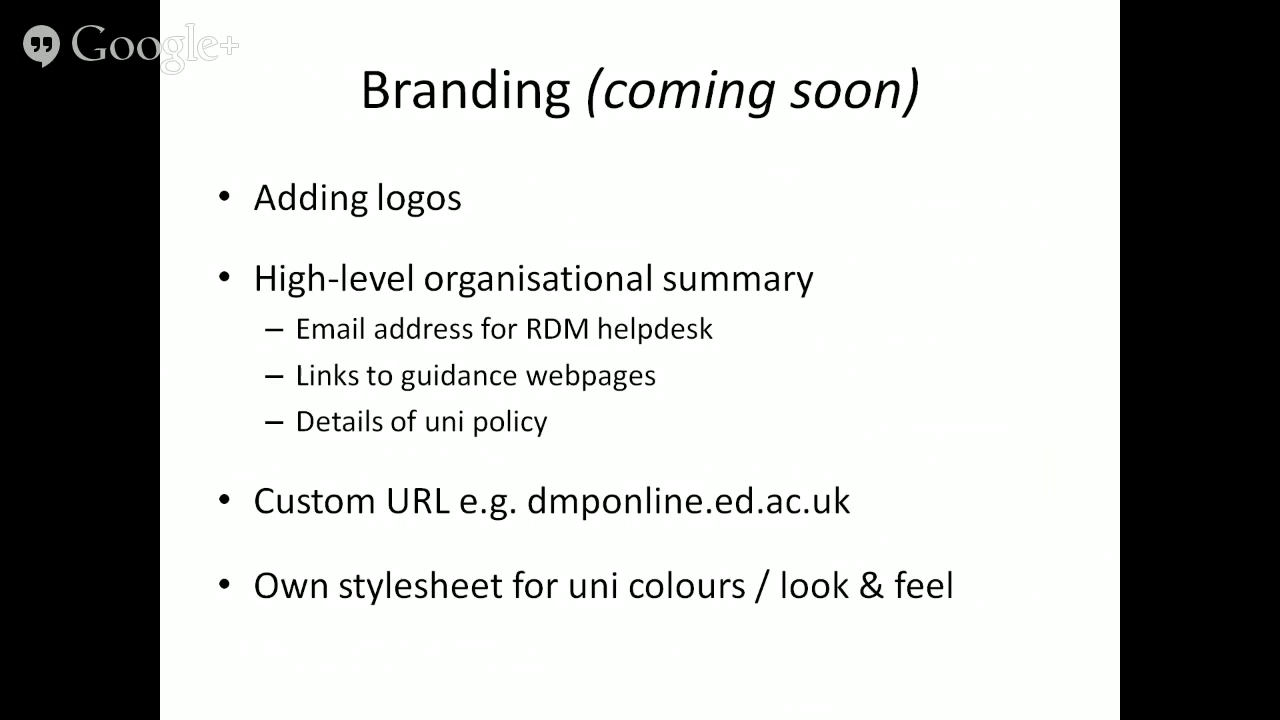 Google+
Branding (coming soon)
• Adding logos
• High-level organisational summary
– Email address for RDM helpdesk
– Links to guidance webpages
– Details of uni policy
• Custom URL e.g. dmponline.ed.ac.uk
• Own stylesheet for uni colours / look & feel